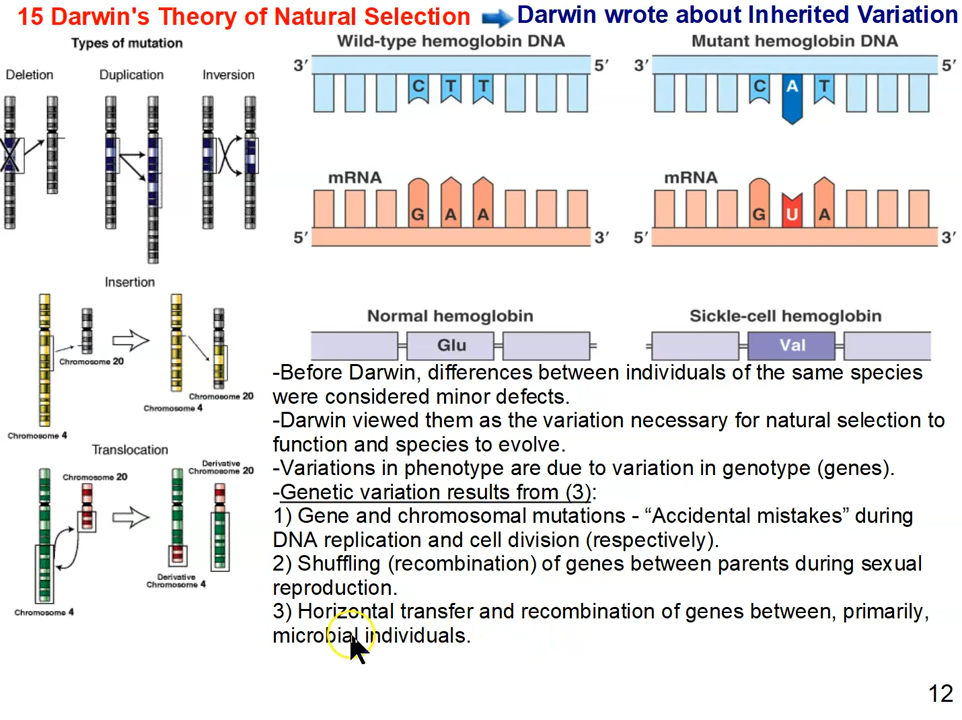 15 Darwin's Theory of Natural Selection
Darwin wrote about Inherited Variation
Types of mutation
Deletion
Duplication
Inversion
Insertion
Chromosome 20
Chromosome 4
Chromosome 20
Chromosome 4
Translocation
Chromosome 20
Derivative
Chromosome 20
Derivative
Chromosome 4
Chromosome 4
Wild-type hemoglobin DNA
3′ 5′
C T T
mRNA
G A A
5′ 3′
Normal hemoglobin
Glu
Mutant hemoglobin DNA
3′ 5′
C A T
mRNA
G U A
5′ 3′
Sickle-cell hemoglobin
Val
-Before Darwin, differences between individuals of the same species
were considered minor defects.
-Darwin viewed them as the variation necessary for natural selection to
function and species to evolve.
-Variations in phenotype are due to variation in genotype (genes).
-Genetic variation results from (3):
1) Gene and chromosomal mutations - “Accidental mistakes” during
DNA replication and cell division (respectively).
2) Shuffling (recombination) of genes between parents during sexual
reproduction.
3) Horizontal transfer and recombination of genes between, primarily,
microbial individuals.
12